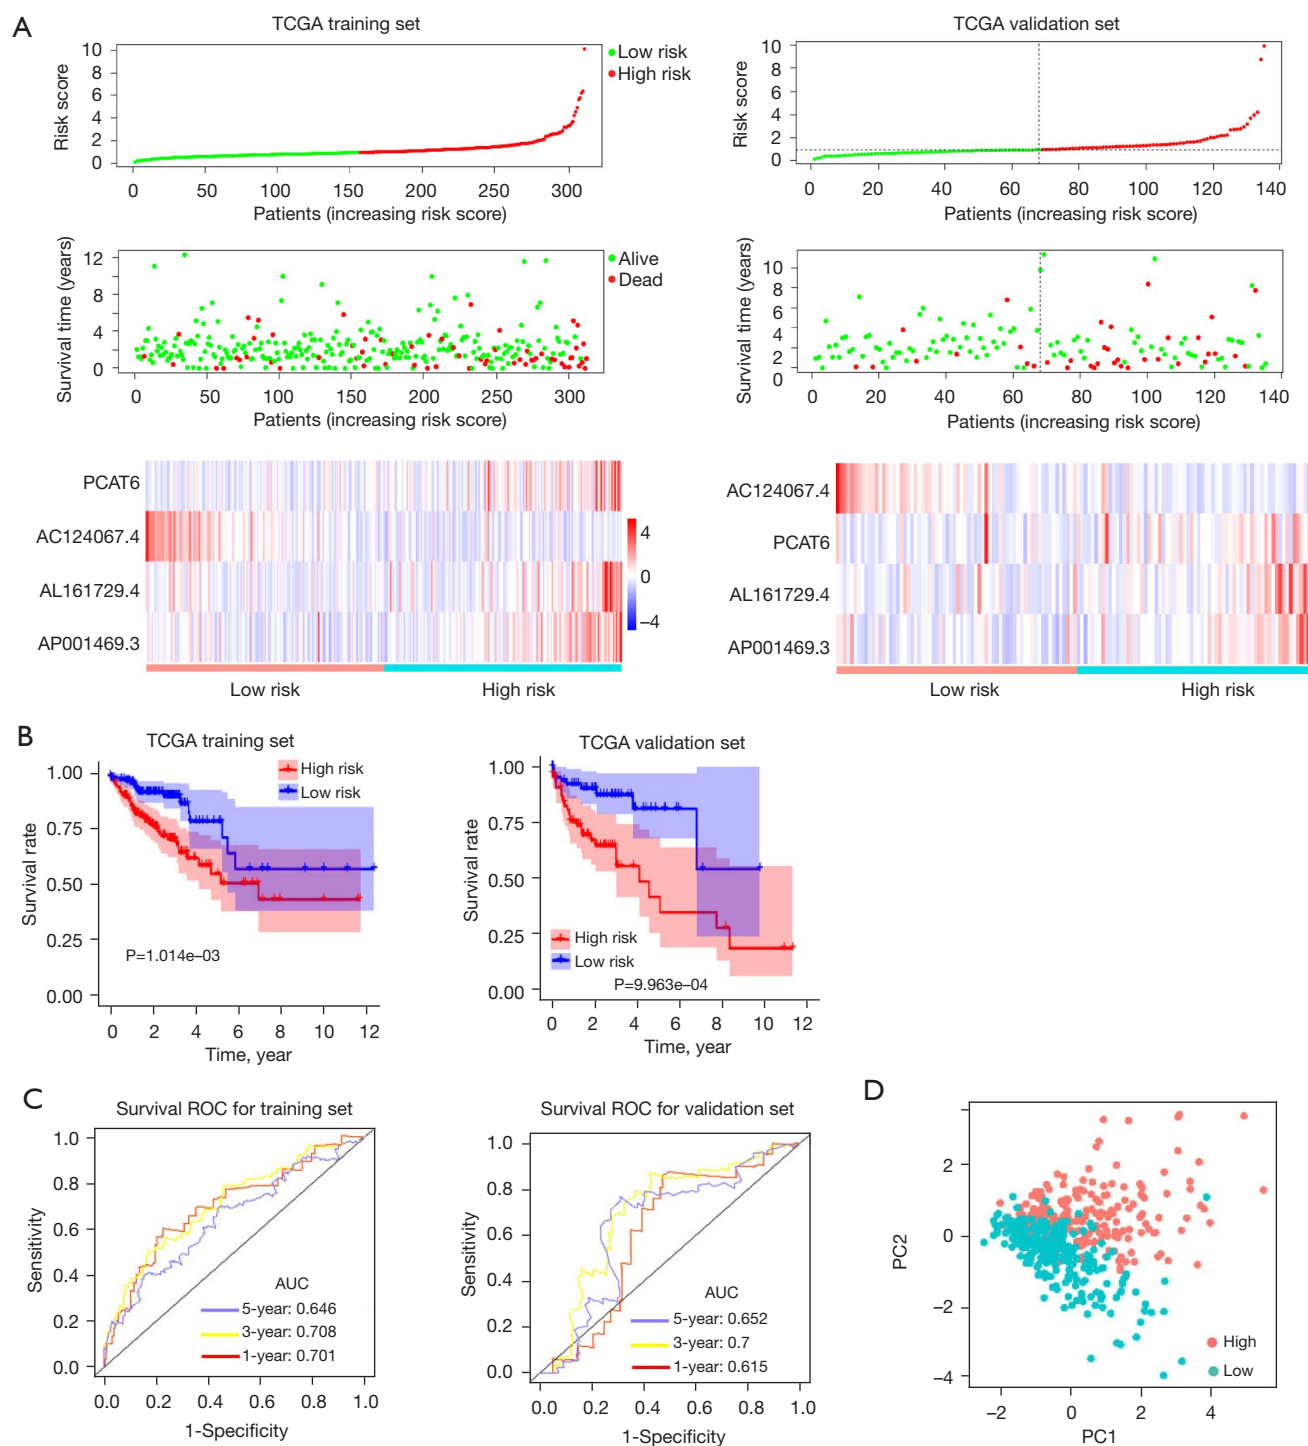 A
TCGA training set
10
8
6
4
2
0
Risk score
Low risk
High risk
0 50 100 150 200 250 300
Patients (increasing risk score)
TCGA validation set
10
8
6
4
2
0
Risk score
0 20 40 60 80 100 120 140
Patients (increasing risk score)
12
8
4
0
Survival time (years)
Alive
Dead
0 50 100 150 200 250 300
Patients (increasing risk score)
10
8
6
4
2
0
Survival time (years)
0 20 40 60 80 100 120 140
Patients (increasing risk score)
PCAT6
AC124067.4
AL161729.4
AP001469.3
4
0
–4
Low risk High risk
AC124067.4
PCAT6
AL161729.4
AP001469.3
Low risk High risk
B
TCGA training set
High risk
Low risk
1.00
0.75
0.50
0.25
0.00
Survival rate
P=1.014e–03
0 2 4 6 8 10 12
Time, year
TCGA validation set
1.00
0.75
0.50
0.25
0.00
Survival rate
High risk
Low risk
P=9.963e–04
0 2 4 6 8 10 12
Time, year
C
Survival ROC for training set
1.0
0.8
0.6
0.4
0.2
0.0
Sensitivity
AUC
5-year: 0.646
3-year: 0.708
1-year: 0.701
0.0 0.2 0.4 0.6 0.8 1.0
1-Specificity
Survival ROC for validation set
1.0
0.8
0.6
0.4
0.2
0.0
Sensitivity
AUC
5-year: 0.652
3-year: 0.7
1-year: 0.615
0.0 0.2 0.4 0.6 0.8 1.0
1-Specificity
D
2
0
–2
–4
PC2
High
Low
–2 0 2 4
PC1